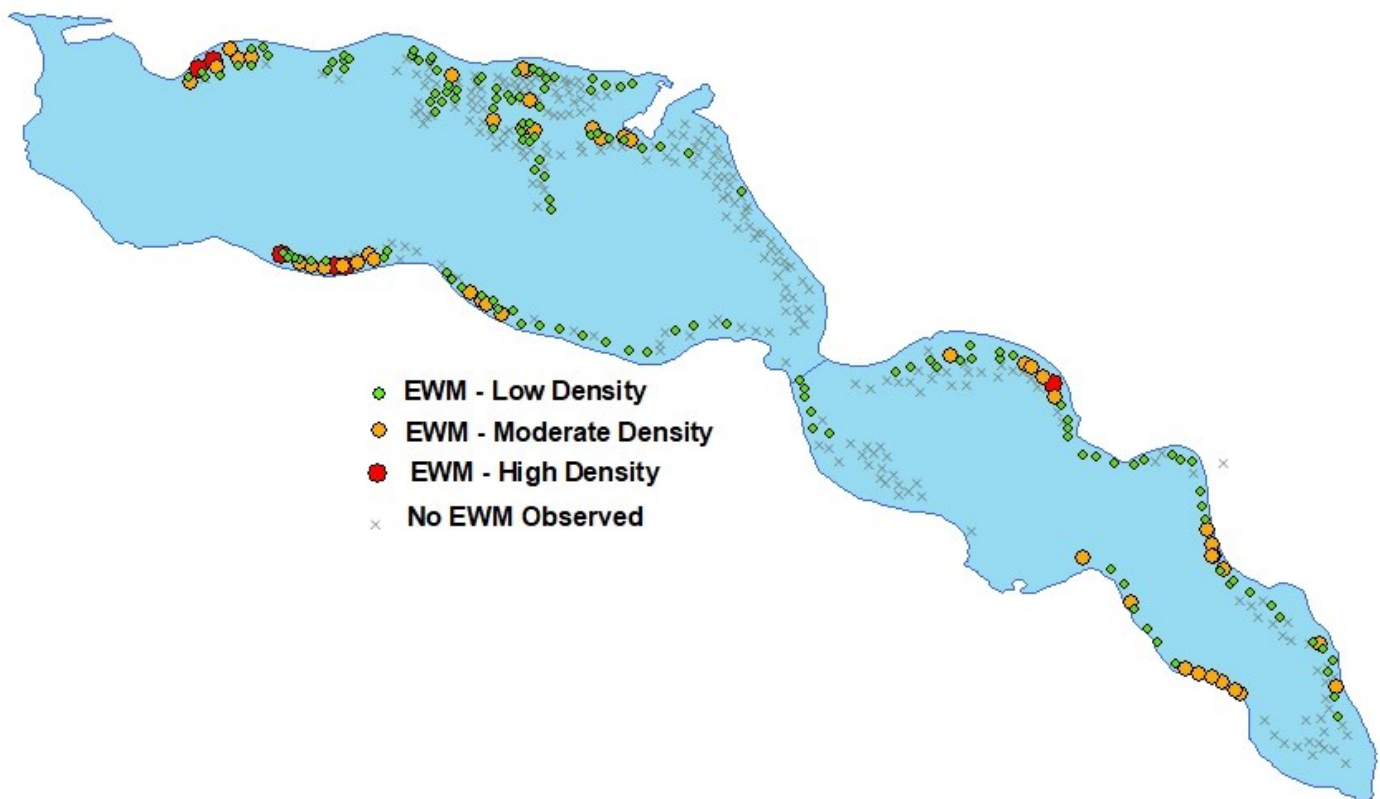 EWM - Low Density
EWM - Moderate Density
EWM - High Density
No EWM Observed